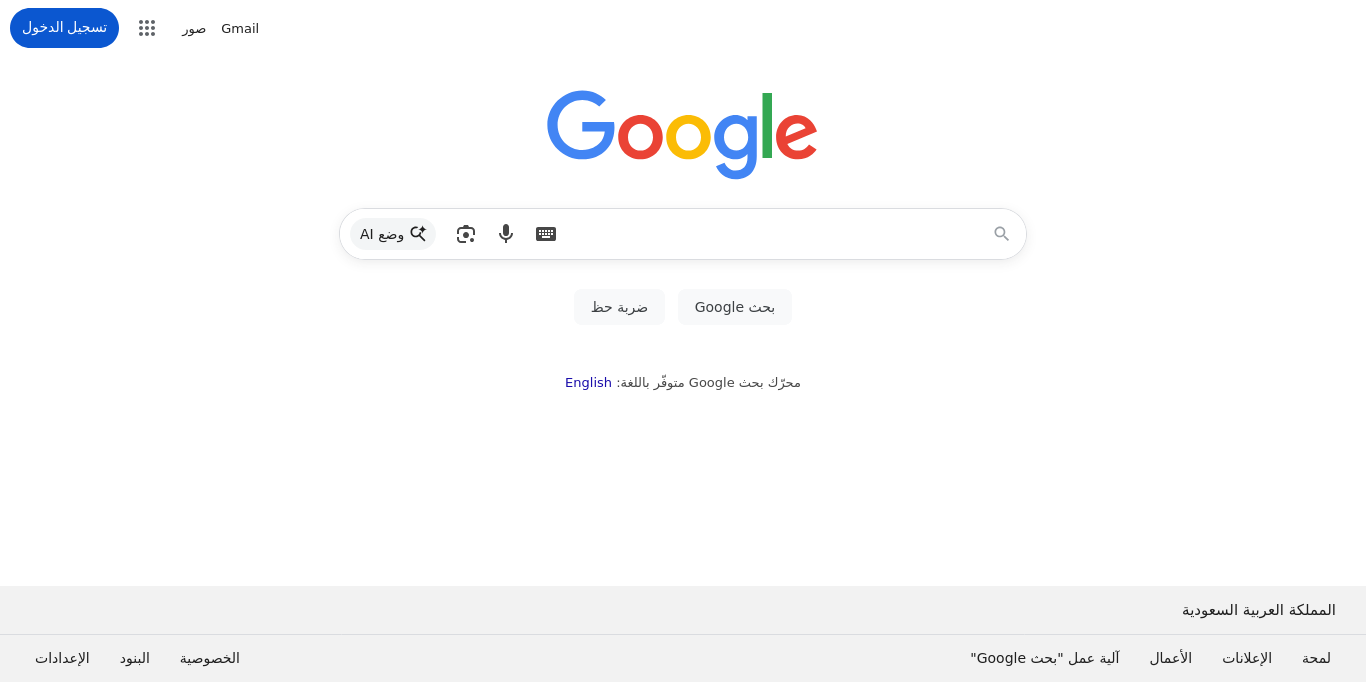 Gmail صور تسجيل الدخول
Google
وضع AI
بحث Google ضربة حظ
محرّك بحث Google متوفّر باللغة: English
المملكة العربية السعودية
لمحة الإعلانات الأعمال آلية عمل "بحث Google" الخصوصية البنود الإعدادات